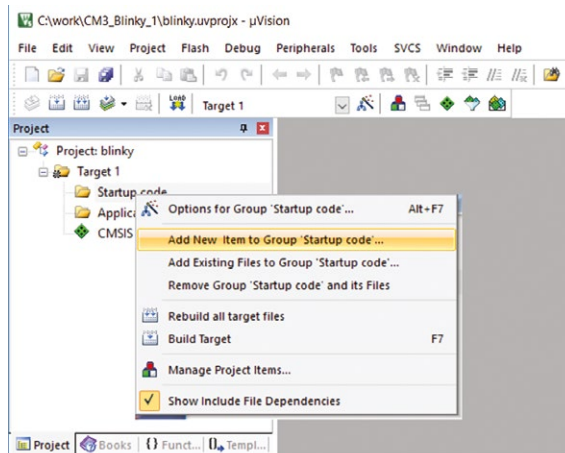 C:\work\CM3_Blinky_1\blinky.uvprojx - µVision
File Edit View Project Flash Debug Peripherals Tools SVCS Window Help
Target 1
Project
Project: blinky
Target 1
Startup code
CMSIS
Options for Group 'Startup code'... Alt+F7
Add New Item to Group 'Startup code'...
Add Existing Files to Group 'Startup code'...
Remove Group 'Startup code' and its Files
Rebuild all target files
Build Target F7
Manage Project Items...
Show Include File Dependencies
Project Books {} Funct... 0 Templ...